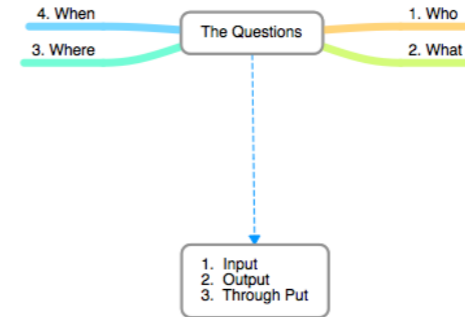 4. When
The Questions
1. Who
3. Where
2. What
1. Input
2. Output
3. Through Put